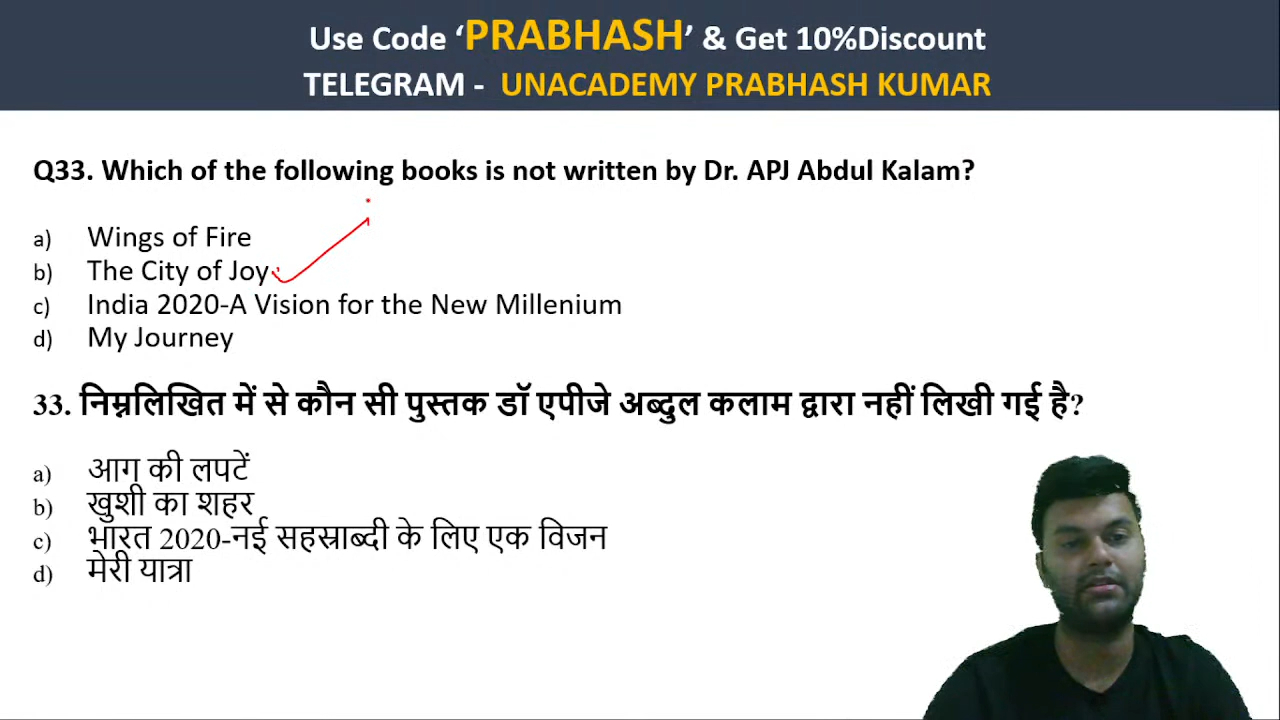 Use Code ‘PRABHASH’ & Get 10%Discount
TELEGRAM - UNACADEMY PRABHASH KUMAR
Q33. Which of the following books is not written by Dr. APJ Abdul Kalam?
a) Wings of Fire
b) The City of Joy
c) India 2020-A Vision for the New Millenium
d) My Journey
33. निम्नलिखित में से कौन सी पुस्तक डॉ एपीजे अब्दुल कलाम द्वारा नहीं लिखी गई है?
a) आग की लपटें
b) खुशी का शहर
c) भारत 2020-नई सहस्राब्दी के लिए एक विजन
d) मेरी यात्रा